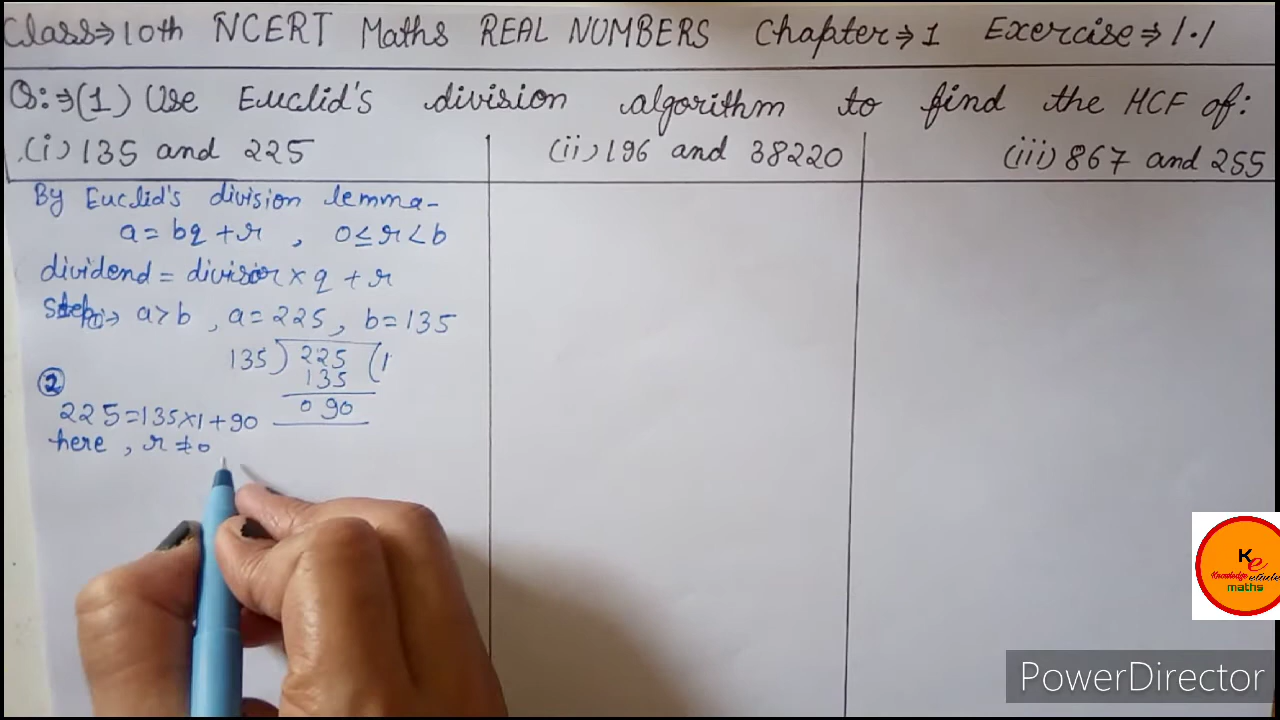 Class⇒10th NCERT Maths REAL NUMBERS Chapter⇒1 Exercise⇒1.1
Q:⇒(1) Use Euclid's division algorithm to find the HCF of:
(i) 135 and 225 (ii) 196 and 38220 (iii) 867 and 255
By Euclid's division lemma-
a = bq + r , 0≤r<b
dividend = divisor × q + r
Step①:→ a>b , a=225, b=135
135) 225 (1
135
② 090
225=135×1+90
here, r≠0
Ke
Knowledge
maths
PowerDirector